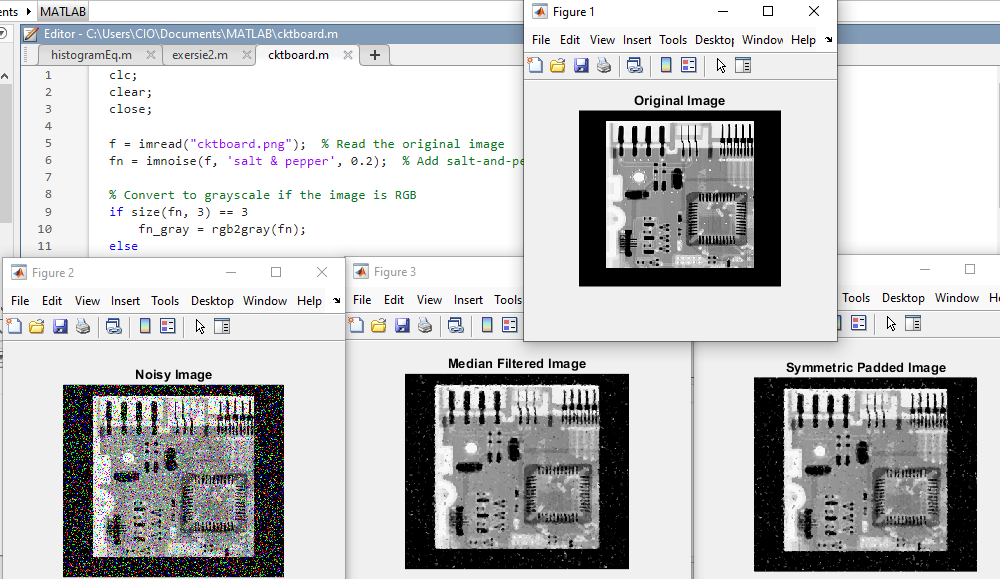 ents ▸ MATLAB
Editor - C:\Users\CIO\Documents\MATLAB\cktboard.m
histogramEq.m exersie2.m cktboard.m +
1 clc;
2 clear;
3 close;
4
5 f = imread("cktboard.png"); % Read the original image
6 fn = imnoise(f, 'salt & pepper', 0.2); % Add salt-and-pe
7
8 % Convert to grayscale if the image is RGB
9 if size(fn, 3) == 3
10 fn_gray = rgb2gray(fn);
11 else
Figure 1
File Edit View Insert Tools Desktop Window Help
Original Image
Figure 2
File Edit View Insert Tools Desktop Window Help
Noisy Image
Figure 3
File Edit View Insert Tools
Median Filtered Image
Tools Desktop Window He
Symmetric Padded Image